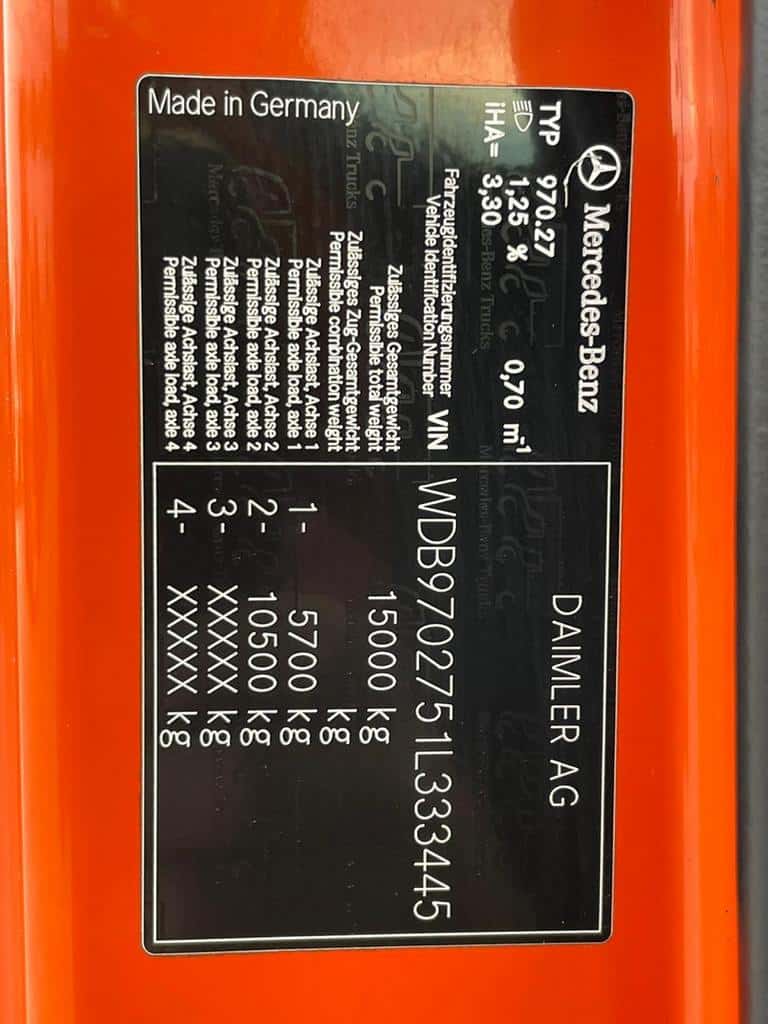 Mercedes-Benz
DAIMLER AG
TYP 970.27
1,25 % 0,70 m-1
iHA= 3,30
Fahrzeugidentifizierungsnummer
Vehicle Identification Number VIN WDB9702751L333445
Zulässiges Gesamtgewicht
Permissible total weight 15000 kg
Zulässiges Zug-Gesamtgewicht
Permissible combination weight kg
Zulässige Achslast, Achse 1
Permissible axle load, axle 1 1- 5700 kg
Zulässige Achslast, Achse 2
Permissible axle load, axle 2 2- 10500 kg
Zulässige Achslast, Achse 3
Permissible axle load, axle 3 3- XXXXX kg
Zulässige Achslast, Achse 4
Permissible axle load, axle 4 4- XXXXX kg
Made in Germany